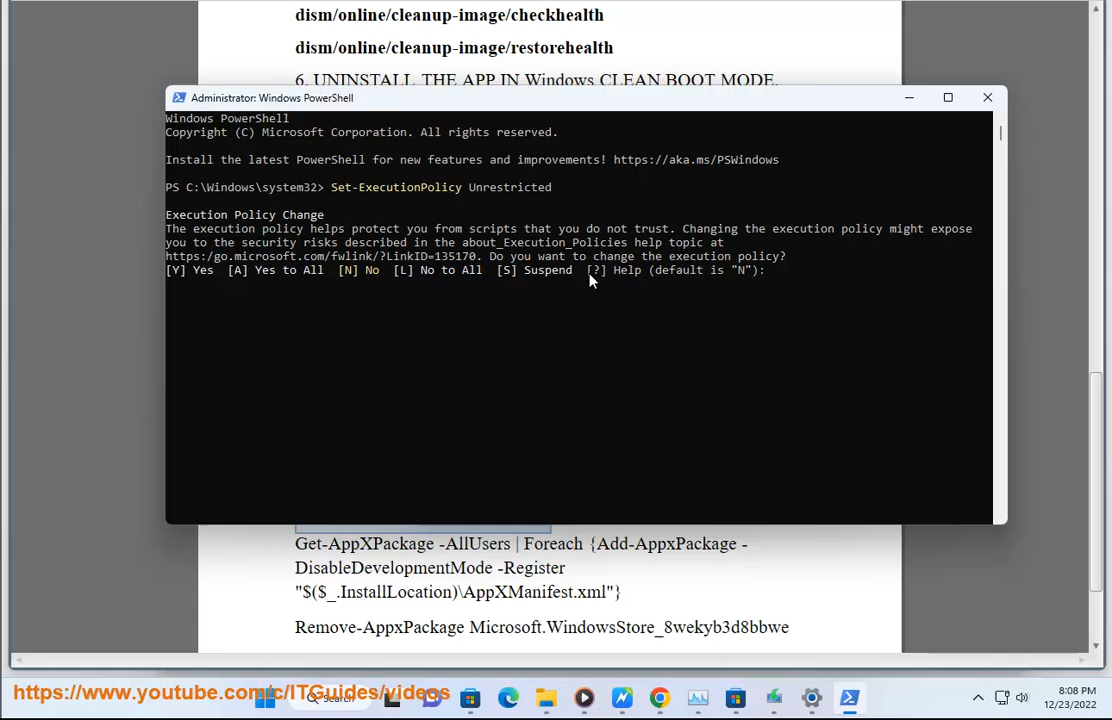 dism/online/cleanup-image/checkhealth
dism/online/cleanup-image/restorehealth
6. UNINSTALL THE APP IN Windows CLEAN BOOT MODE.
Administrator: Windows PowerShell
Windows PowerShell
Copyright (C) Microsoft Corporation. All rights reserved.
Install the latest PowerShell for new features and improvements! https://aka.ms/PSWindows
PS C:\Windows\system32> Set-ExecutionPolicy Unrestricted
Execution Policy Change
The execution policy helps protect you from scripts that you do not trust. Changing the execution policy might expose
you to the security risks described in the about_Execution_Policies help topic at
https:/go.microsoft.com/fwlink/?LinkID=135170. Do you want to change the execution policy?
[Y] Yes [A] Yes to All [N] No [L] No to All [S] Suspend [?] Help (default is "N"):
Get-AppXPackage -AllUsers | Foreach {Add-AppxPackage -
DisableDevelopmentMode -Register
"$($_.InstallLocation)\AppXManifest.xml"}
Remove-AppxPackage Microsoft.WindowsStore_8wekyb3d8bbwe
https://www.youtube.com/c/ITGuides/videos
Search
8:08 PM
12/23/2022